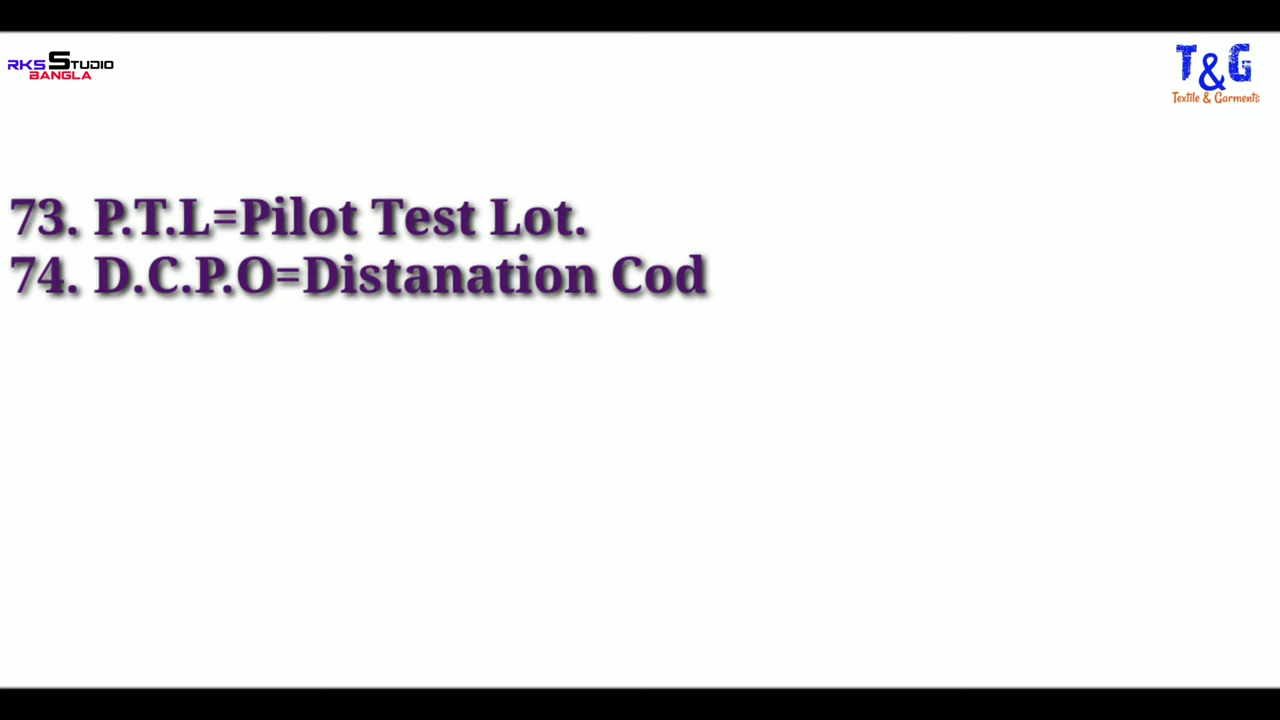 RKS STUDIO
BANGLA
T&G
Textile & Garments
73. P.T.L=Pilot Test Lot.
74. D.C.P.O=Distanation Cod